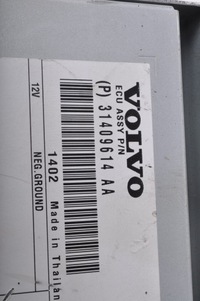 VOLVO
ECU ASSY P/N
(P) 31409614 AA
1402 Made in Thailand
12V NEG.GROUND